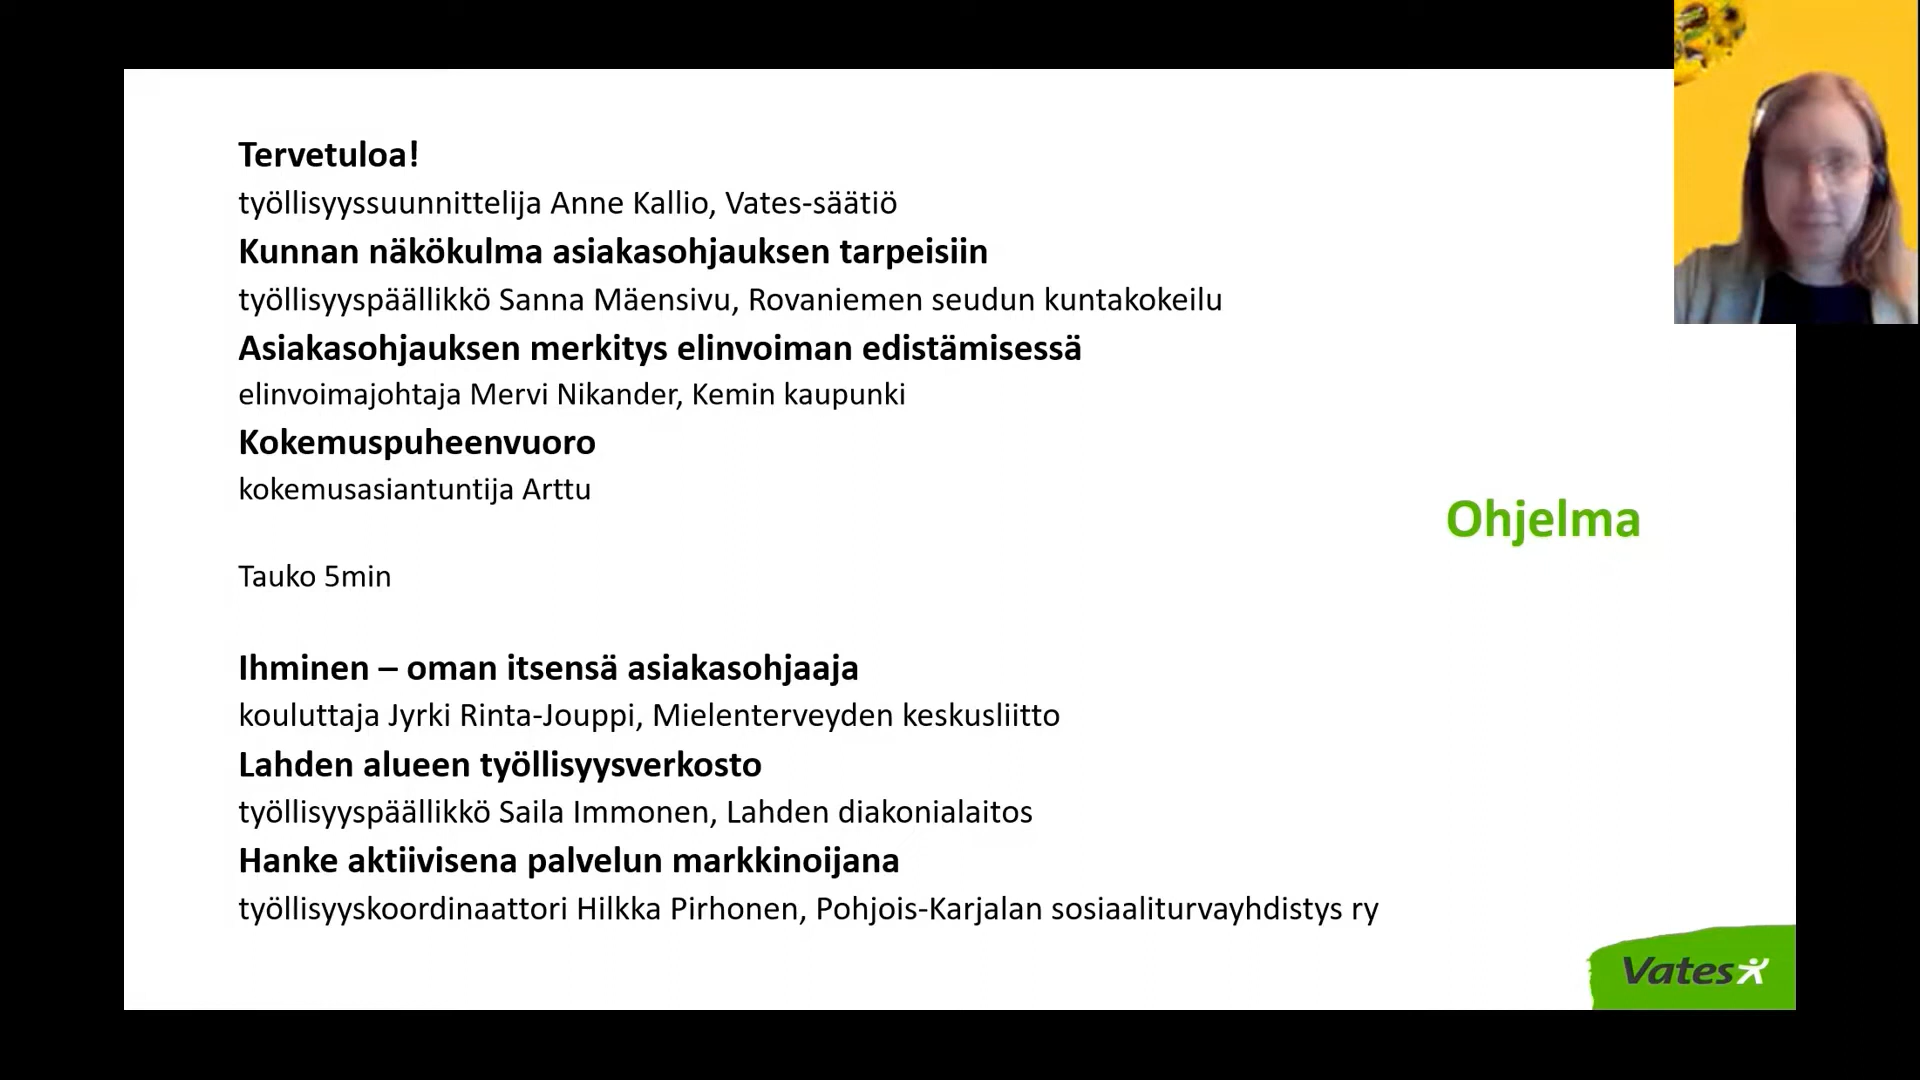 Tervetuloa!
työllisyyssuunnittelija Anne Kallio, Vates-säätiö
Kunnan näkökulma asiakasohjauksen tarpeisiin
työllisyyspäällikkö Sanna Mäensivu, Rovaniemen seudun kuntakokeilu
Asiakasohjauksen merkitys elinvoiman edistämisessä
elinvoimajohtaja Mervi Nikander, Kemin kaupunki
Kokemuspuheenvuoro
kokemusasiantuntija Arttu
Tauko 5min
Ihminen – oman itsensä asiakasohjaaja
kouluttaja Jyrki Rinta-Jouppi, Mielenterveyden keskusliitto
Lahden alueen työllisyysverkosto
työllisyyspäällikkö Saila Immonen, Lahden diakonialaitos
Hanke aktiivisena palvelun markkinoijana
työllisyyskoordinaattori Hilkka Pirhonen, Pohjois-Karjalan sosiaaliturvayhdistys ry
Ohjelma
Vates